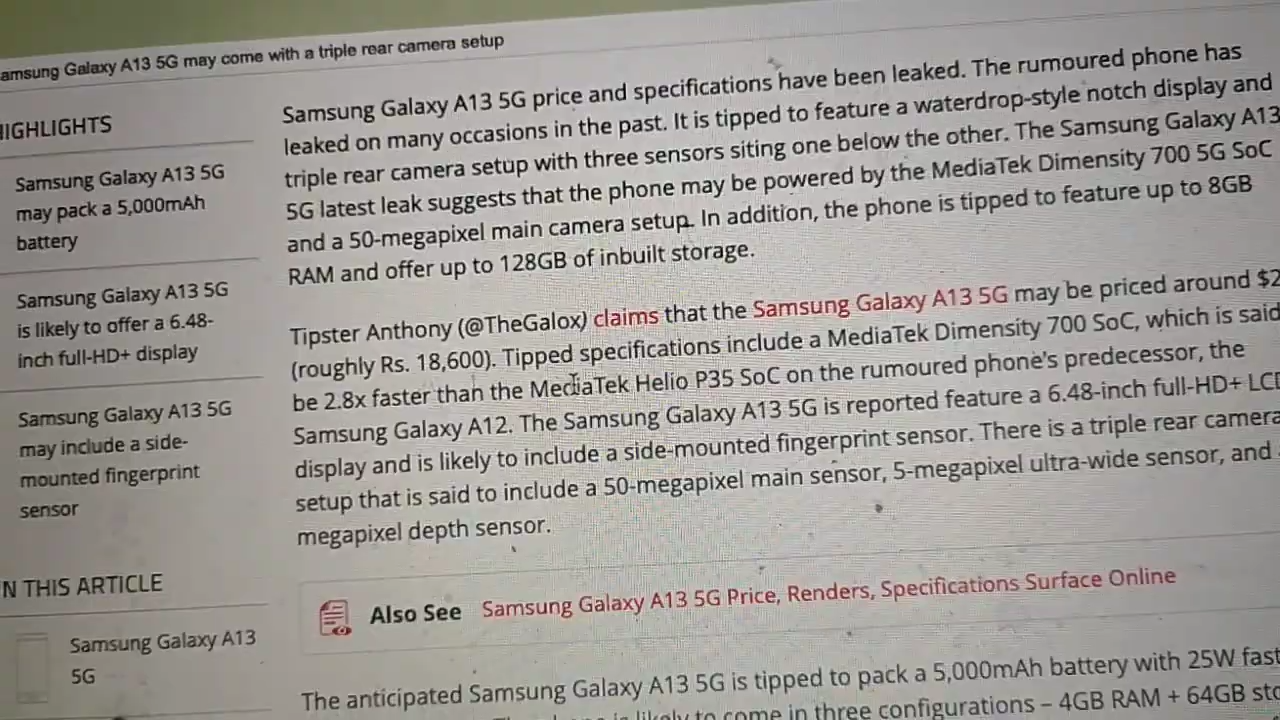 amsung Galaxy A13 5G may come with a triple rear camera setup
HIGHLIGHTS
Samsung Galaxy A13 5G
may pack a 5,000mAh
battery
Samsung Galaxy A13 5G
is likely to offer a 6.48-
inch full-HD+ display
Samsung Galaxy A13 5G
may include a side-
mounted fingerprint
sensor
N THIS ARTICLE
Samsung Galaxy A13
5G
Samsung Galaxy A13 5G price and specifications have been leaked. The rumoured phone has
leaked on many occasions in the past. It is tipped to feature a waterdrop-style notch display and
triple rear camera setup with three sensors siting one below the other. The Samsung Galaxy A13
5G latest leak suggests that the phone may be powered by the MediaTek Dimensity 700 5G SoC
and a 50-megapixel main camera setup. In addition, the phone is tipped to feature up to 8GB
RAM and offer up to 128GB of inbuilt storage.
Tipster Anthony (@TheGalox) claims that the Samsung Galaxy A13 5G may be priced around $2
(roughly Rs. 18,600). Tipped specifications include a MediaTek Dimensity 700 SoC, which is said
be 2.8x faster than the MediaTek Helio P35 SoC on the rumoured phone's predecessor, the
Samsung Galaxy A12. The Samsung Galaxy A13 5G is reported feature a 6.48-inch full-HD+ LCD
display and is likely to include a side-mounted fingerprint sensor. There is a triple rear camera
setup that is said to include a 50-megapixel main sensor, 5-megapixel ultra-wide sensor, and
megapixel depth sensor.
Also See Samsung Galaxy A13 5G Price, Renders, Specifications Surface Online
The anticipated Samsung Galaxy A13 5G is tipped to pack a 5,000mAh battery with 25W fast
is likely to come in three configurations – 4GB RAM + 64GB sto